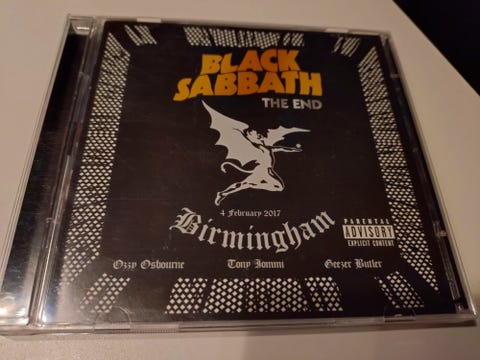 BLACK
SABBATH
THE END
4 February 2017
Birmingham
PARENTAL
ADVISORY
EXPLICIT CONTENT
Ozzy Osbourne Tony Iommi Geezer Butler